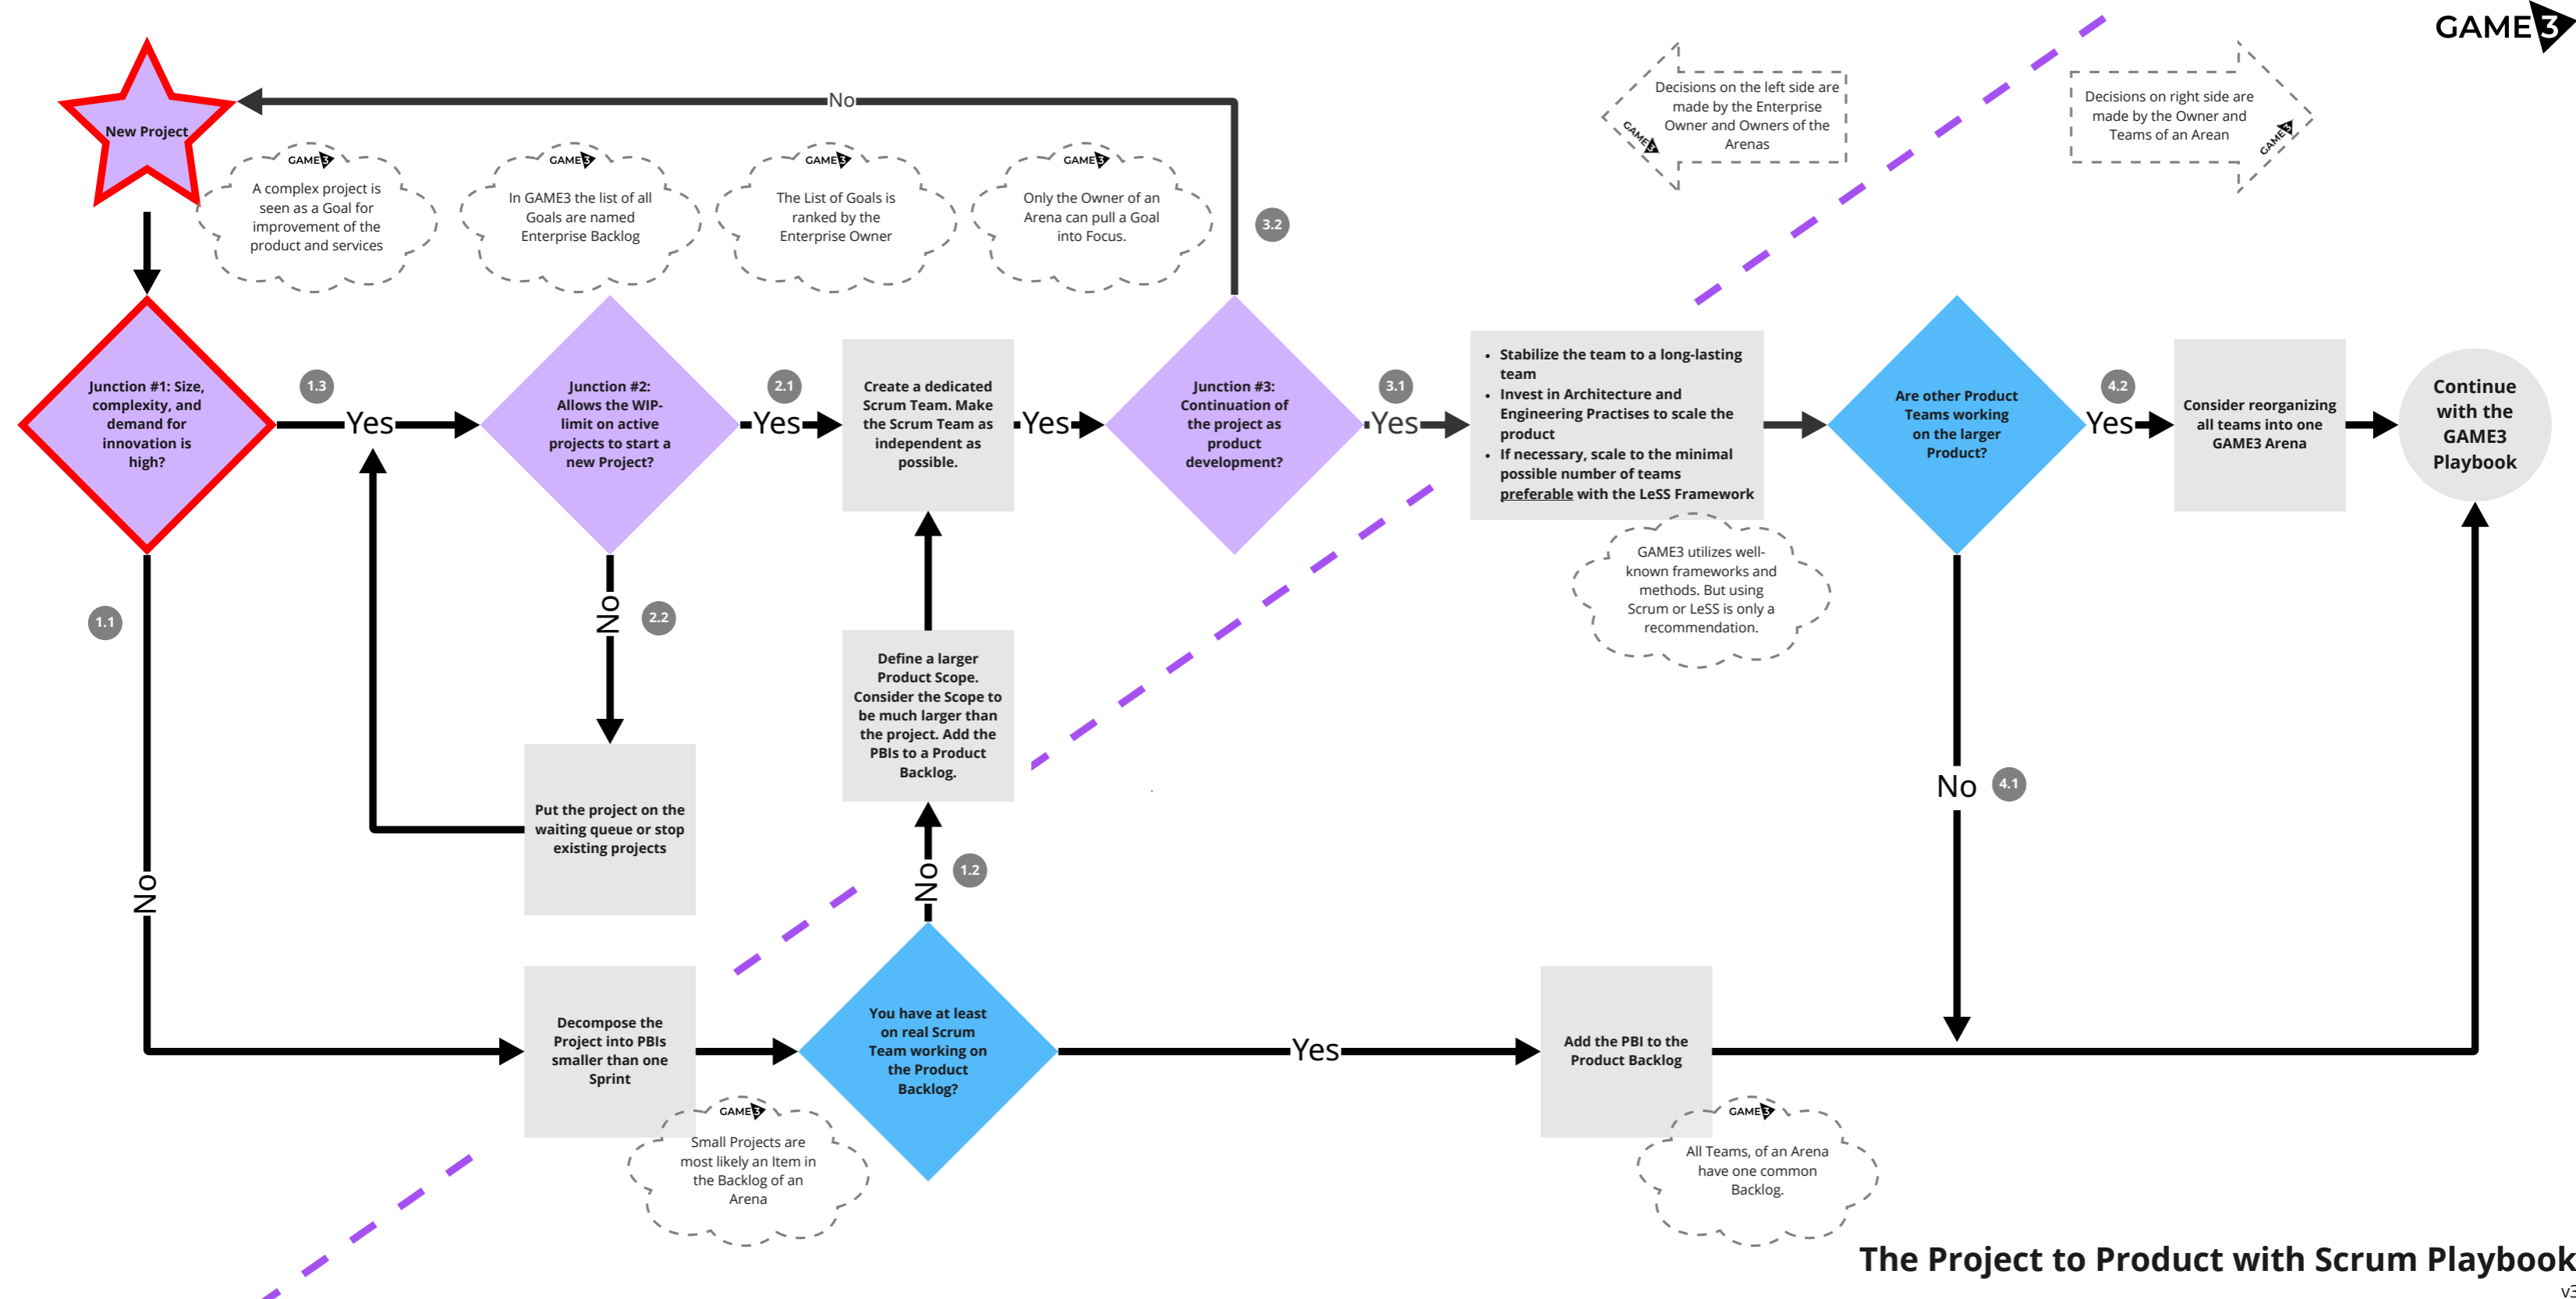 GAME3
New Project
No
Decisions on the left side are
made by the Enterprise
Owner and Owners of the
Arenas
GAME3
Decisions on right side are
made by the Owner and
Teams of an Arean
GAME3
GAME3
A complex project is
seen as a Goal for
improvement of the
product and services
GAME3
In GAME3 the list of all
Goals are named
Enterprise Backlog
GAME3
The List of Goals is
ranked by the
Enterprise Owner
GAME3
Only the Owner of an
Arena can pull a Goal
into Focus.
3.2
Junction #1: Size,
complexity, and
demand for
innovation is
high?
1.3
Yes
Junction #2:
Allows the WIP-
limit on active
projects to start a
new Project?
2.1
Yes
Create a dedicated
Scrum Team. Make
the Scrum Team as
independent as
possible.
Yes
Junction #3:
Continuation of
the project as
product
development?
3.1
Yes
• Stabilize the team to a long-lasting
team
• Invest in Architecture and
Engineering Practises to scale the
product
• If necessary, scale to the minimal
possible number of teams
preferable with the LeSS Framework
Are other Product
Teams working
on the larger
Product?
4.2
Yes
Consider reorganizing
all teams into one
GAME3 Arena
Continue
with the
GAME3
Playbook
GAME3 utilizes well-
known frameworks and
methods. But using
Scrum or LeSS is only a
recommendation.
1.1
No
No
2.2
Define a larger
Product Scope.
Consider the Scope to
be much larger than
the project. Add the
PBIs to a Product
Backlog.
Put the project on the
waiting queue or stop
existing projects
No
4.1
No
1.2
Decompose the
Project into PBIs
smaller than one
Sprint
You have at least
on real Scrum
Team working on
the Product
Backlog?
Yes
Add the PBI to the
Product Backlog
GAME3
Small Projects are
most likely an Item in
the Backlog of an
Arena
GAME3
All Teams, of an Arena
have one common
Backlog.
The Project to Product with Scrum Playbook
v3